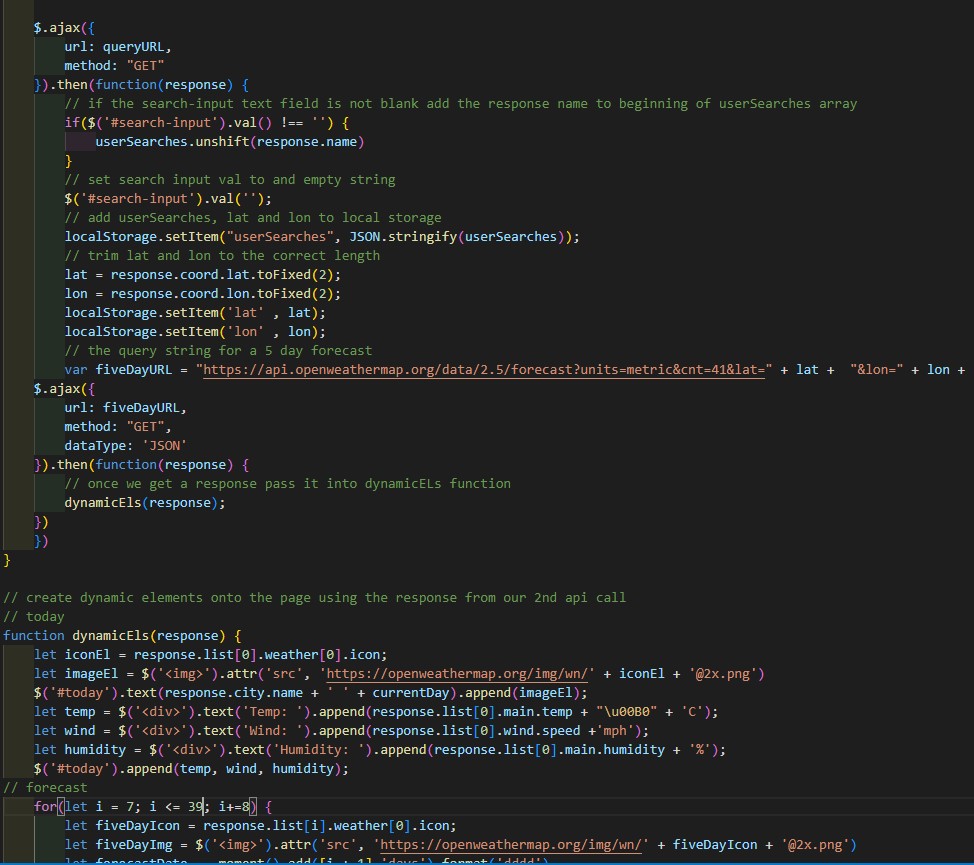 $.ajax({
url: queryURL,
method: "GET"
}).then(function(response) {
// if the search-input text field is not blank add the response name to beginning of userSearches array
if($('#search-input').val() !== '') {
userSearches.unshift(response.name)
}
// set search input val to and empty string
$('#search-input').val('');
// add userSearches, lat and lon to local storage
localStorage.setItem("userSearches", JSON.stringify(userSearches));
// trim lat and lon to the correct length
lat = response.coord.lat.toFixed(2);
lon = response.coord.lon.toFixed(2);
localStorage.setItem('lat' , lat);
localStorage.setItem('lon' , lon);
// the query string for a 5 day forecast
var fiveDayURL = "https://api.openweathermap.org/data/2.5/forecast?units=metric&cnt=41&lat=" + lat +  "&lon=" + lon +
$.ajax({
url: fiveDayURL,
method: "GET",
dataType: 'JSON'
}).then(function(response) {
// once we get a response pass it into dynamicELs function
dynamicEls(response);
})
})
}
// create dynamic elements onto the page using the response from our 2nd api call
// today
function dynamicEls(response) {
let iconEl = response.list[0].weather[0].icon;
let imageEl = $('<img>').attr('src', 'https://openweathermap.org/img/wn/' + iconEl + '@2x.png')
$('#today').text(response.city.name + ' ' + currentDay).append(imageEl);
let temp = $('<div>').text('Temp: ').append(response.list[0].main.temp + "\u00B0" + 'C');
let wind = $('<div>').text('Wind: ').append(response.list[0].wind.speed +'mph');
let humidity = $('<div>').text('Humidity: ').append(response.list[0].main.humidity + '%');
$('#today').append(temp, wind, humidity);
// forecast
for(let i = 7; i <= 39; i+=8) {
let fiveDayIcon = response.list[i].weather[0].icon;
let fiveDayImg = $('<img>').attr('src', 'https://openweathermap.org/img/wn/' + fiveDayIcon + '@2x.png')
let forecastDate = moment().add([i + 1] 'days').format('dddd')